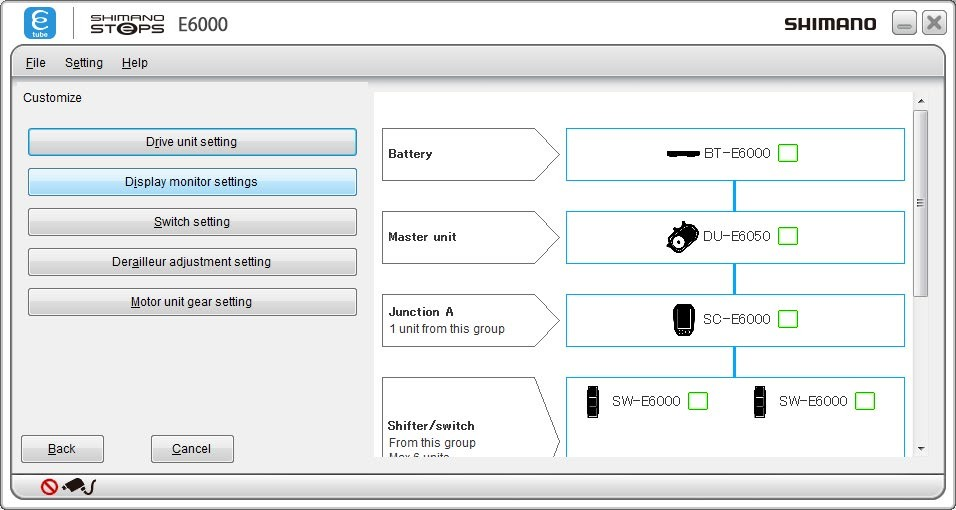 e tube
SHIMANO STePS E6000
SHIMANO
File Setting Help
Customize
Drive unit setting
Display monitor settings
Switch setting
Derailleur adjustment setting
Motor unit gear setting
Back Cancel
Battery
BT-E6000
Master unit
DU-E6050
Junction A
1 unit from this group
SC-E6000
Shifter/switch
From this group
Max 6 units
SW-E6000 SW-E6000